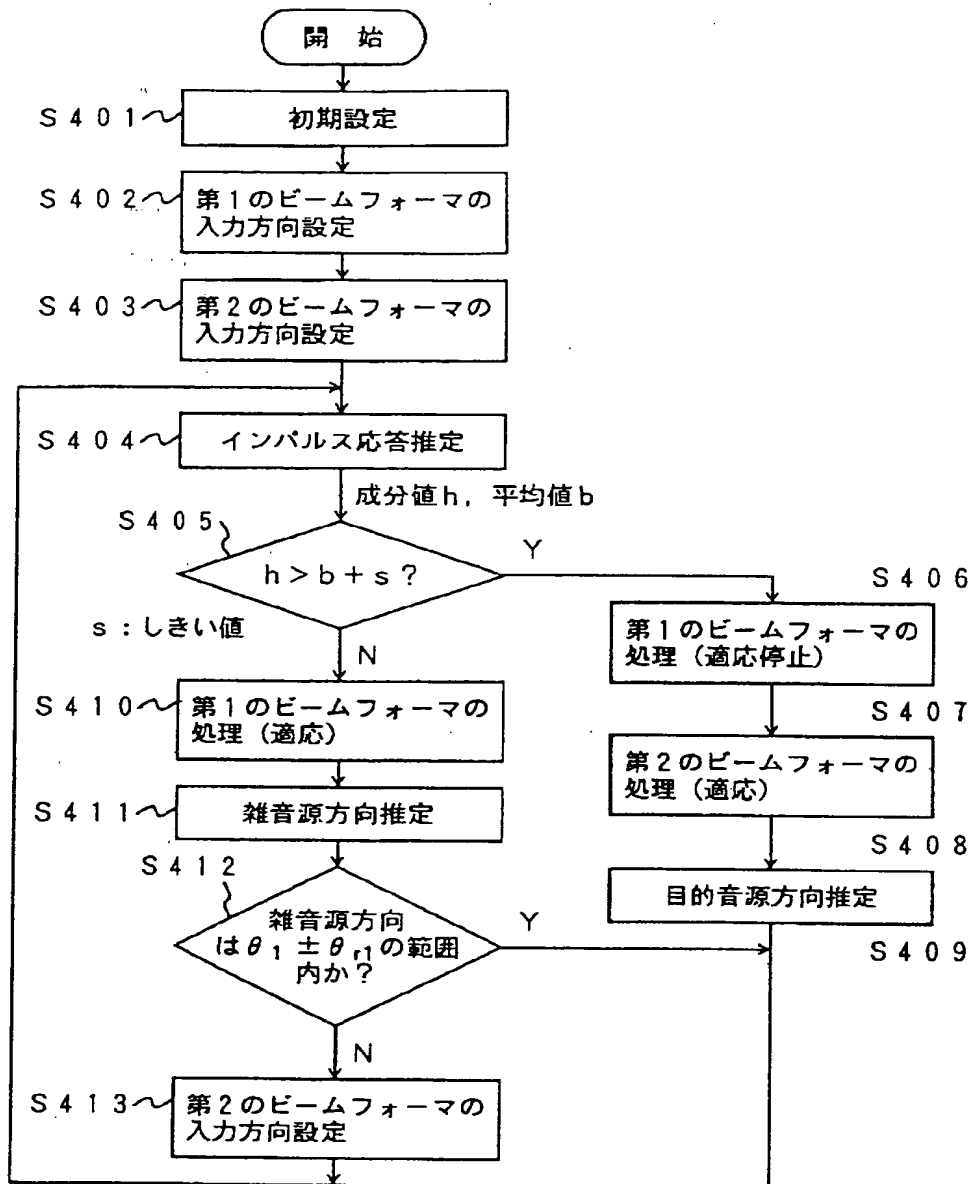 開 始
S401
初期設定
S402
第1のビームフォーマの
入力方向設定
S403
第2のビームフォーマの
入力方向設定
S404
インパルス応答推定
成分値h, 平均値b
S405
h>b+s?
Y
s:しきい値
N
S406
第1のビームフォーマの
処理(適応停止)
S410
第1のビームフォーマの
処理(適応)
S407
第2のビームフォーマの
処理(適応)
S411
雑音源方向推定
S408
目的音源方向推定
S412
雑音源方向
はθ1 ±θr1の範囲
内か?
Y
S409
N
S413
第2のビームフォーマの
入力方向設定